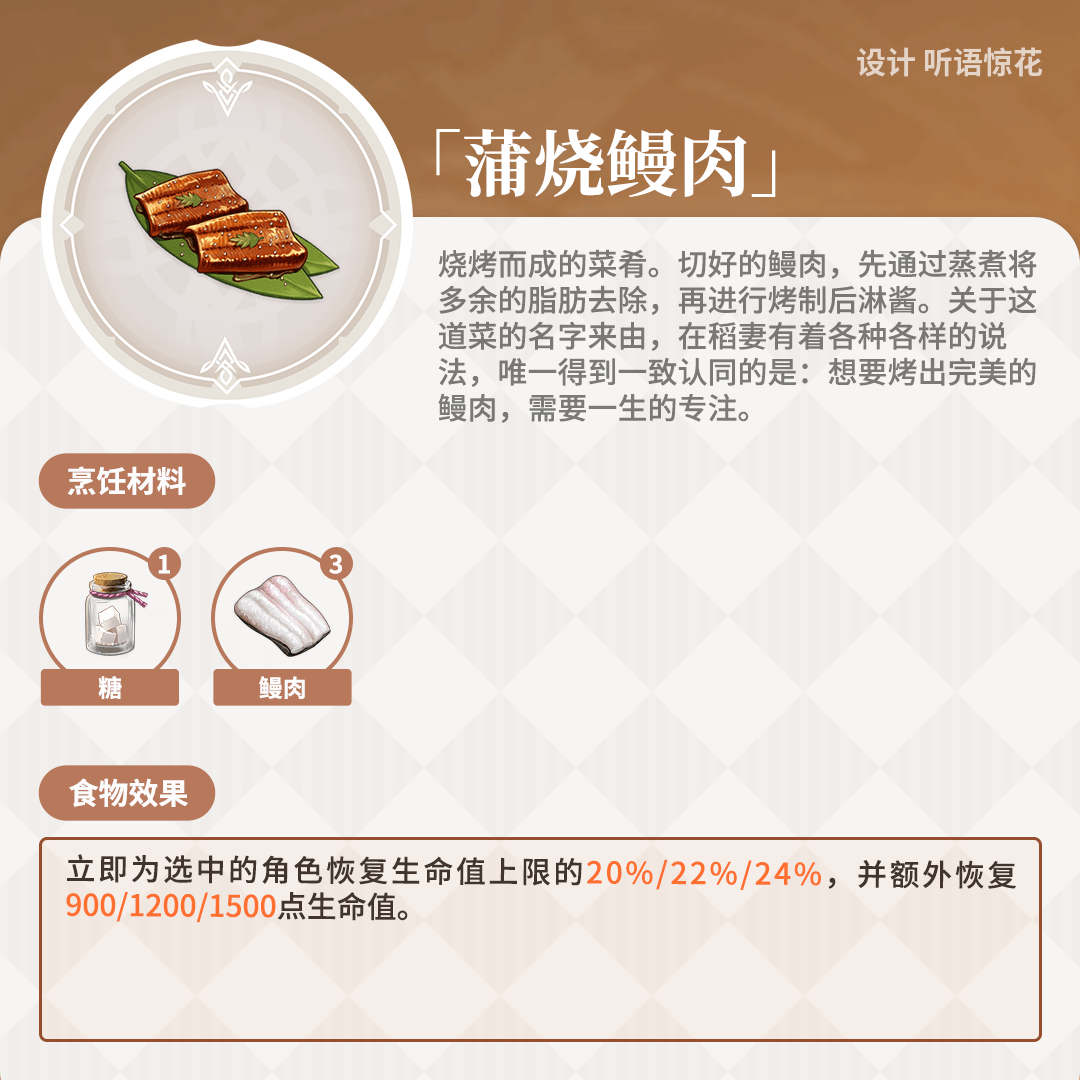 设计 听语惊花
「蒲烧鳗肉」
烧烤而成的菜肴。切好的鳗肉，先通过蒸煮将
多余的脂肪去除，再进行烤制后淋酱。关于这
道菜的名字来由，在稻妻有着各种各样的说
法，唯一得到一致认同的是：想要烤出完美的
鳗肉，需要一生的专注。
烹饪材料
1
3
糖
鳗肉
食物效果
立即为选中的角色恢复生命值上限的20%/22%/24%，并额外恢复
900/1200/1500点生命值。